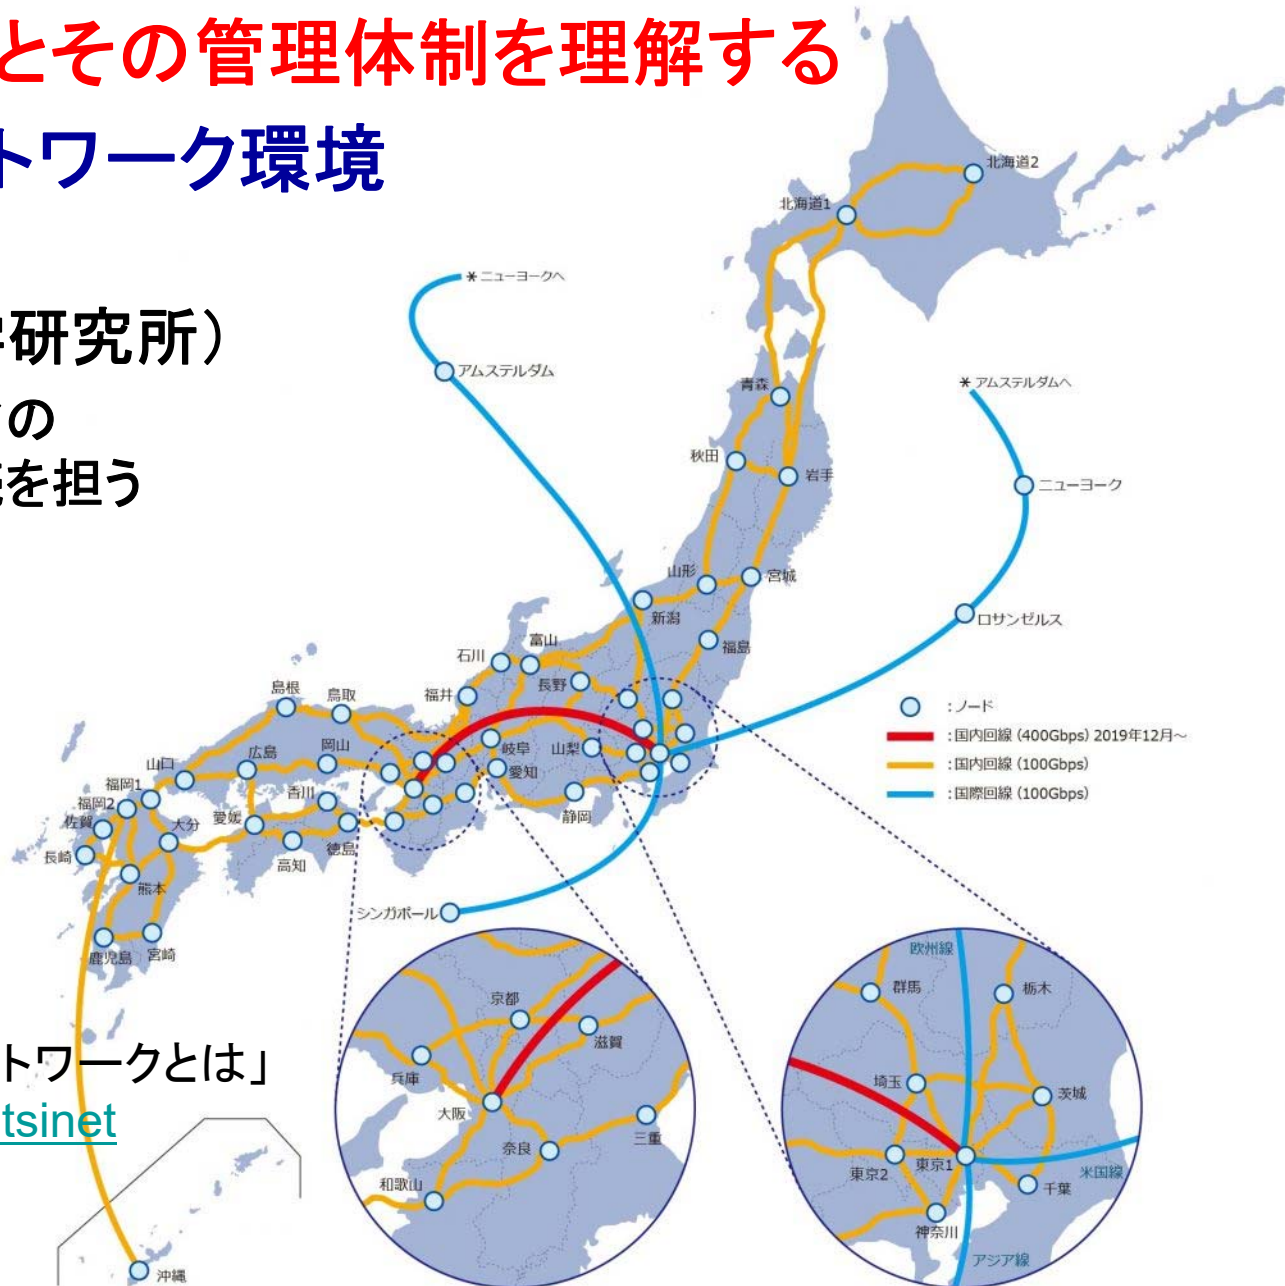 とその管理体制を理解する
トワーク環境
学研究所）
の
を担う
北海道2
北海道1
＊ニューヨークへ
アムステルダム
＊アムステルダムへ
青森
秋田
岩手
ニューヨーク
山形
宮城
新潟
ロサンゼルス
福島
富山
石川
長野
福井
島根
鳥取
：ノード
：国内回線（400Gbps）2019年12月～
：国内回線（100Gbps）
：国際回線（100Gbps）
岐阜
山梨
愛知
静岡
広島
岡山
山口
福岡1
福岡2
香川
佐賀
大分
愛媛
徳島
長崎
高知
熊本
鹿児島
宮崎
シンガポール
京都
滋賀
兵庫
大阪
奈良
三重
和歌山
欧州線
群馬
栃木
埼玉
茨城
東京2
東京1
米国線
千葉
神奈川
アジア線
トワークとは」
tsinet
沖縄